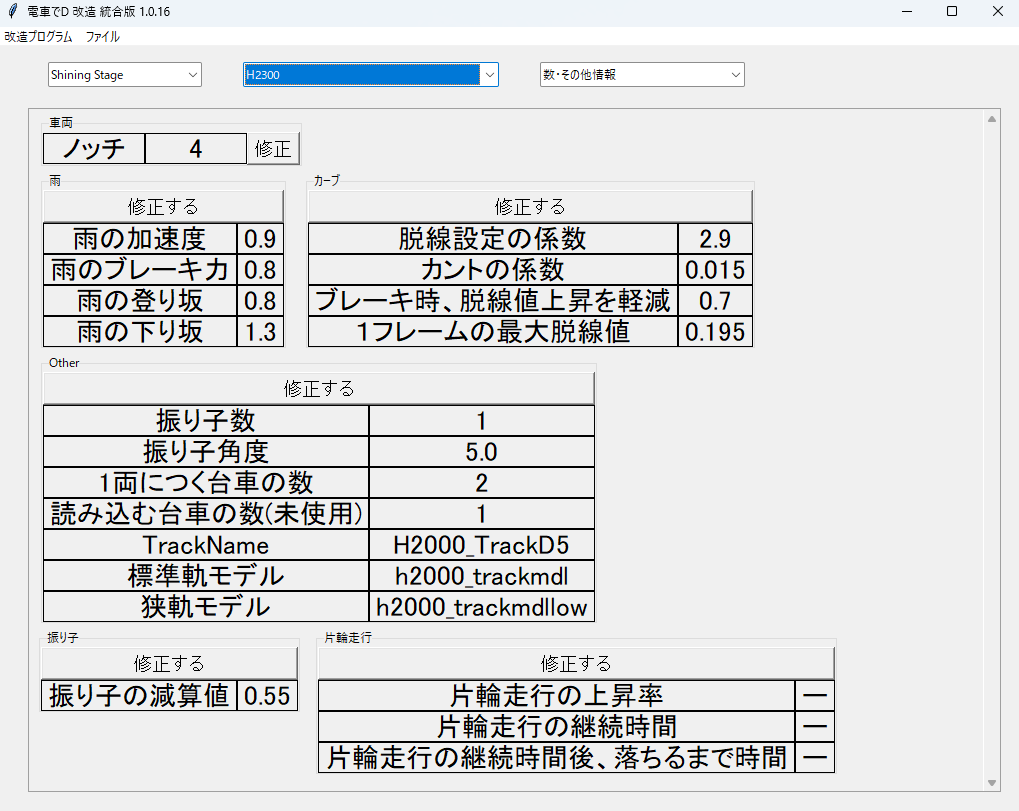 電車でD 改造 統合版 1.0.16
改造プログラム ファイル
Shining Stage H2300 数・その他情報
車両
ノッチ 4 修正
雨
修正する
雨の加速度 0.9
雨のブレーキ力 0.8
雨の登り坂 0.8
雨の下り坂 1.3
カーブ
修正する
脱線設定の係数 2.9
カントの係数 0.015
ブレーキ時、脱線値上昇を軽減 0.7
1フレームの最大脱線値 0.195
Other
修正する
振り子数 1
振り子角度 5.0
1両につく台車の数 2
読み込む台車の数(未使用) 1
TrackName H2000_TrackD5
標準軌モデル h2000_trackmdl
狭軌モデル h2000_trackmdllow
振り子
修正する
振り子の減算値 0.55
片輪走行
修正する
片輪走行の上昇率 ―
片輪走行の継続時間 ―
片輪走行の継続時間後、落ちるまで時間 ―